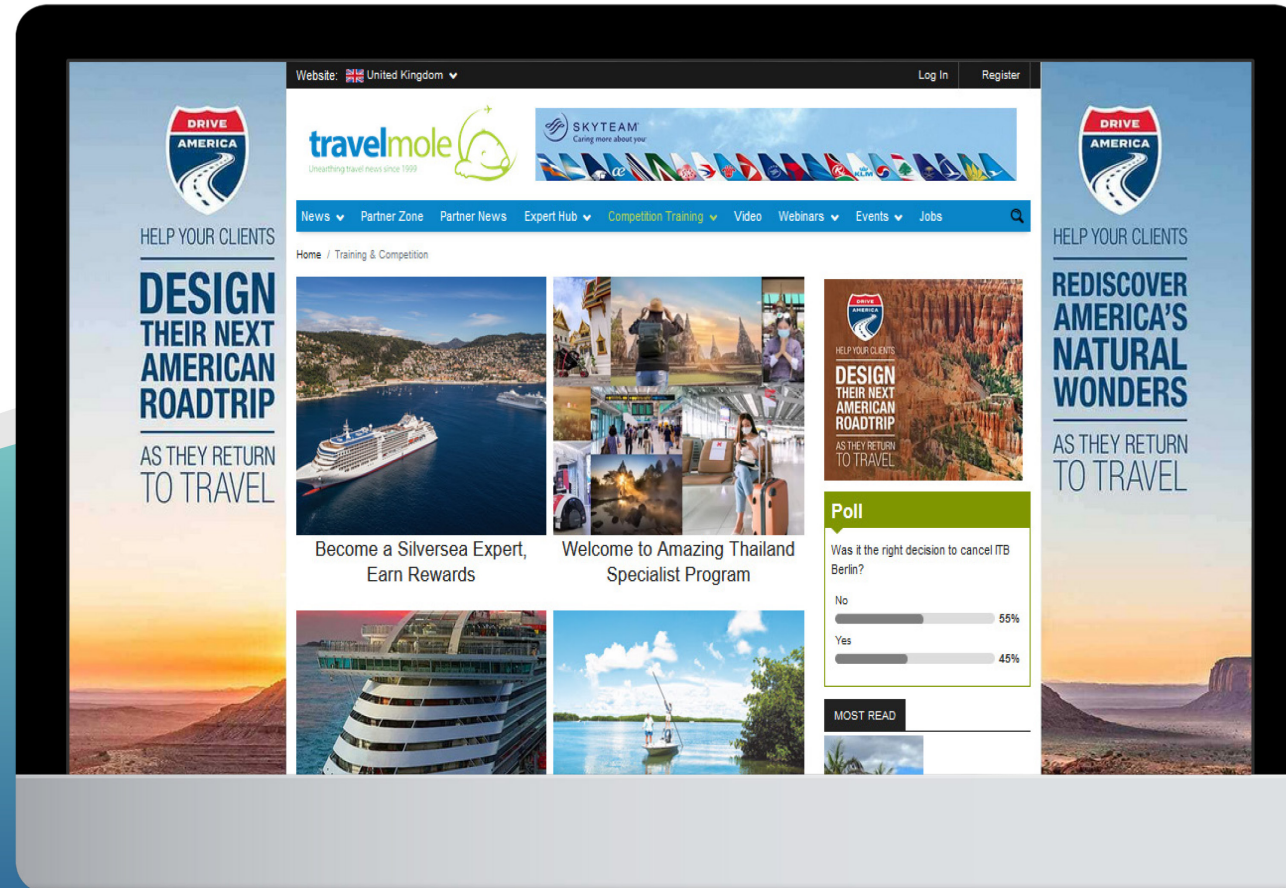 Website: United Kingdom
Log In
Register
DRIVE
AMERICA
HELP YOUR CLIENTS
DESIGN
THEIR NEXT
AMERICAN
ROADTRIP
AS THEY RETURN
TO TRAVEL
travelmole
Unearthing travel news since 1999
SKYTEAM
Caring more about you
KLM
News
Partner Zone
Partner News
Expert Hub
Competition Training
Video
Webinars
Events
Jobs
Home / Training & Competition
Become a Silversea Expert,
Earn Rewards
Welcome to Amazing Thailand
Specialist Program
DRIVE
AMERICA
HELP YOUR CLIENTS
DESIGN
THEIR NEXT
AMERICAN
ROADTRIP
AS THEY RETURN
TO TRAVEL
Poll
Was it the right decision to cancel ITB
Berlin?
No
55%
Yes
45%
MOST READ
DRIVE
AMERICA
HELP YOUR CLIENTS
REDISCOVER
AMERICA'S
NATURAL
WONDERS
AS THEY RETURN
TO TRAVEL